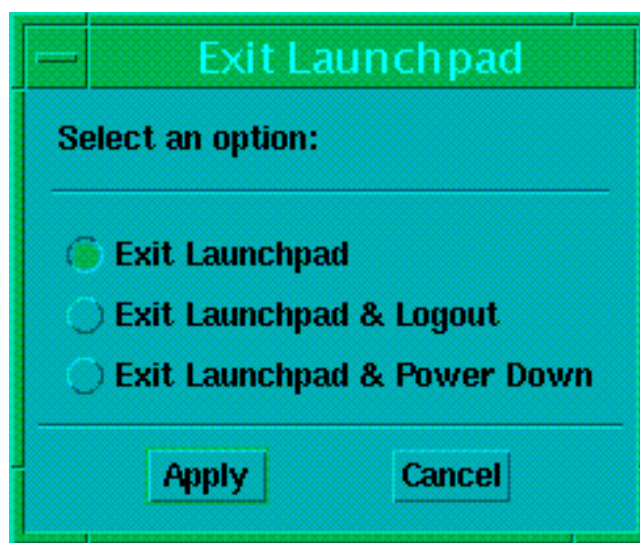 Exit Launchpad
Select an option:
Exit Launchpad
Exit Launchpad & Logout
Exit Launchpad & Power Down
Apply Cancel